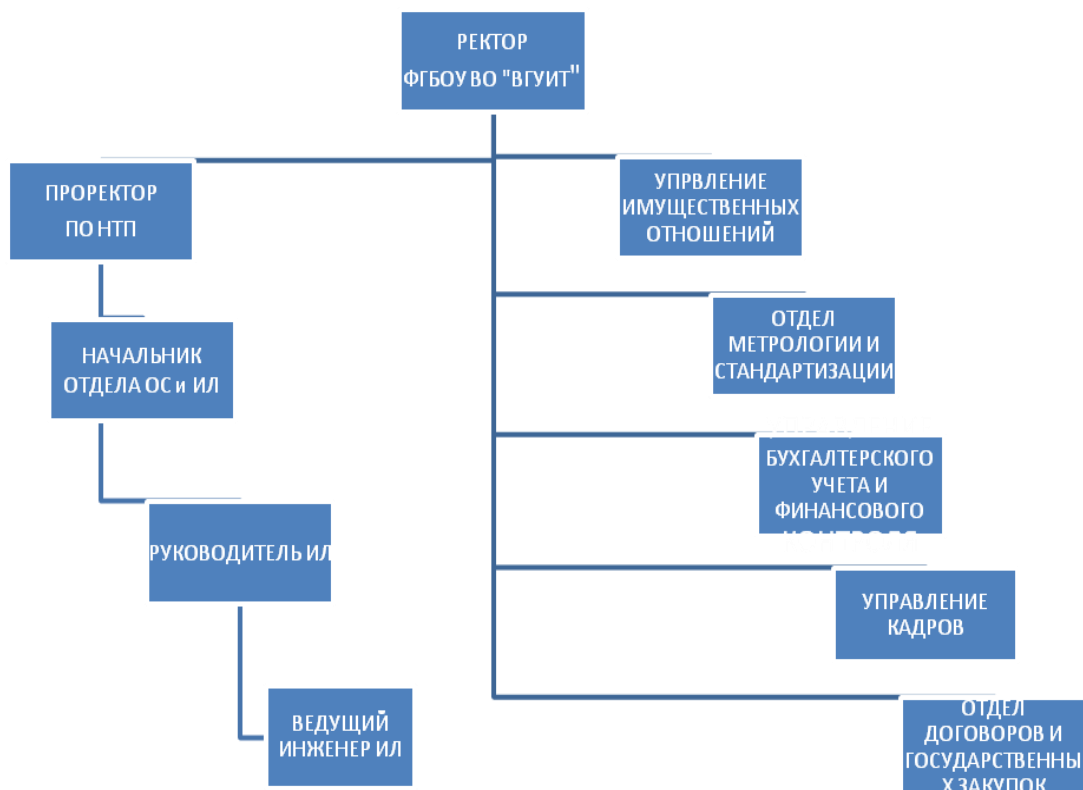 РЕКТОР
ФГБОУ ВО "ВГУИТ"
ПРОРЕКТОР
ПО НТП
НАЧАЛЬНИК
ОТДЕЛА ОС и ИЛ
РУКОВОДИТЕЛЬ ИЛ
ВЕДУЩИЙ
ИНЖЕНЕР ИЛ
УПРВЛЕНИЕ
ИМУЩЕСТВЕННЫХ
ОТНОШЕНИЙ
ОТДЕЛ
МЕТРОЛОГИИ И
СТАНДАРТИЗАЦИИ
БУХГАЛТЕРСКОГО
УЧЕТА И
ФИНАНСОВОГО
УПРАВЛЕНИЕ
КАДРОВ
ОТДЕЛ
ДОГОВОРОВ И
ГОСУДАРСТВЕННЫ
Х ЗАКУПОК